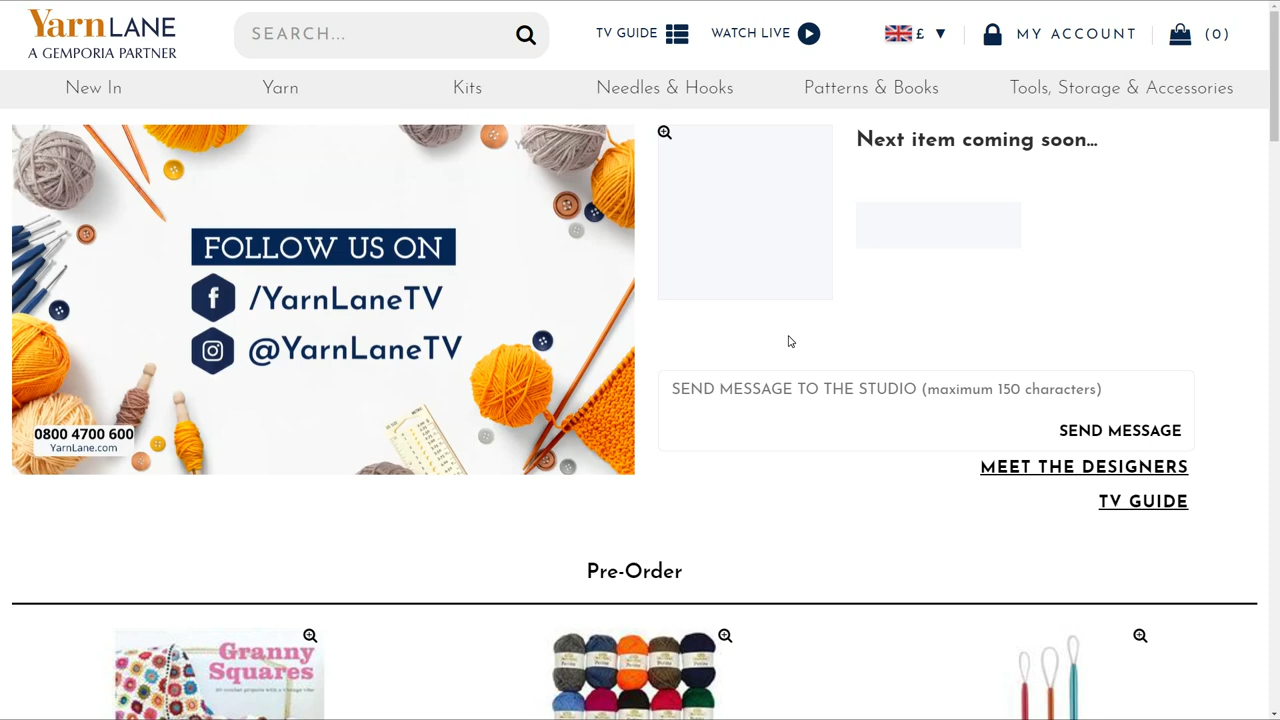 Yarn LANE
A GEMPORIA PARTNER
SEARCH...
TV GUIDE
WATCH LIVE
£ ▼
MY ACCOUNT
(0)
New In
Yarn
Kits
Needles & Hooks
Patterns & Books
Tools, Storage & Accessories
FOLLOW US ON
/YarnLaneTV
@YarnLaneTV
0800 4700 600
YarnLane.com
Next item coming soon...
SEND MESSAGE TO THE STUDIO (maximum 150 characters)
SEND MESSAGE
MEET THE DESIGNERS
TV GUIDE
Pre-Order
Granny
Squares